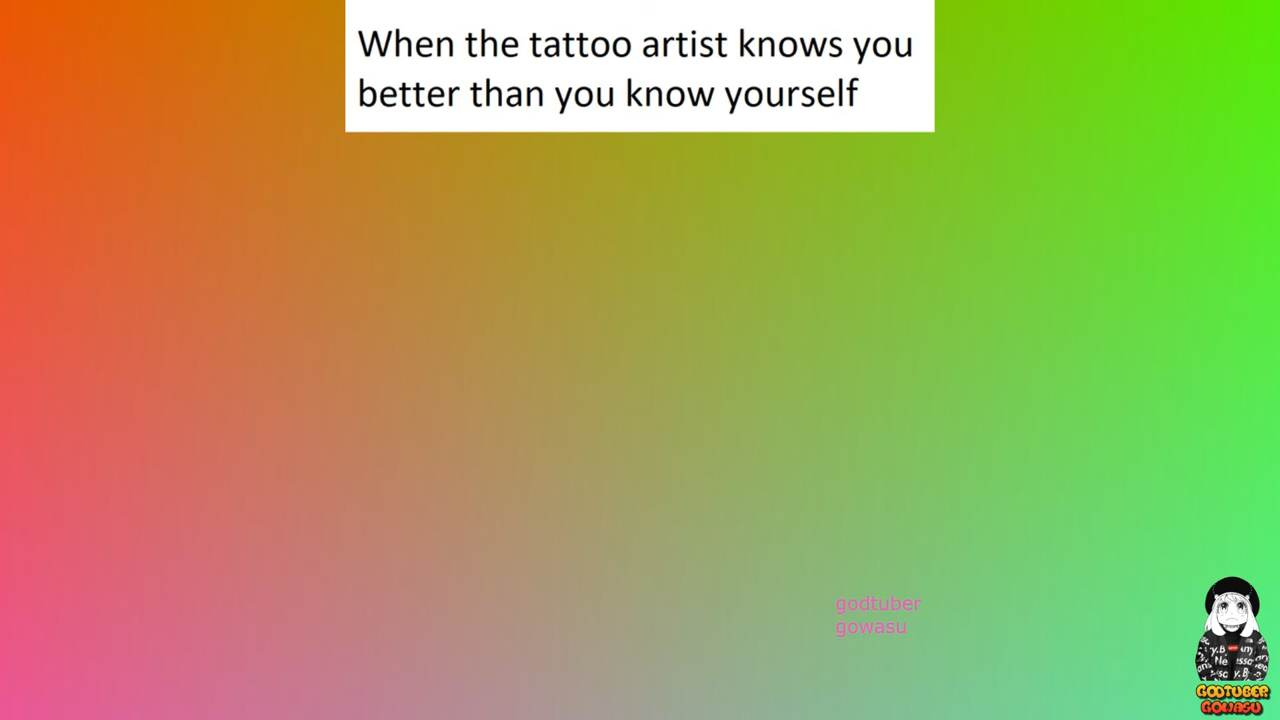 When the tattoo artist knows you
better than you know yourself
godtuber
gowasu
GODTUBER
GOWASU